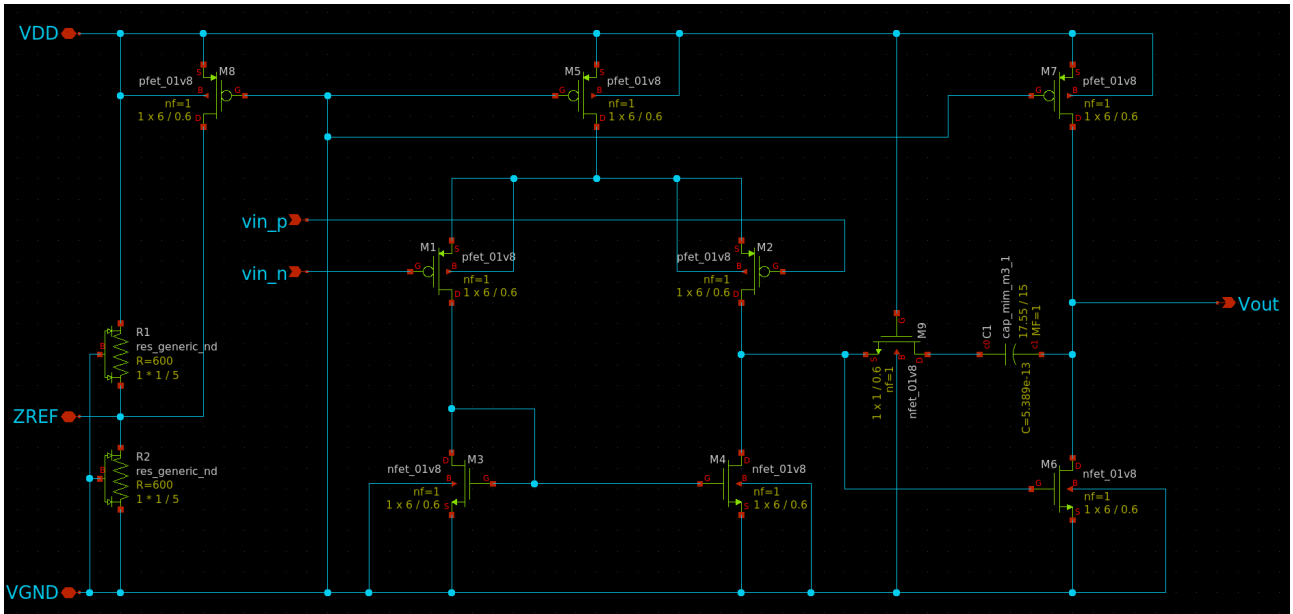 VDD
M8
pfet_01v8
nf=1
1 x 6 / 0.6
S
B
G
D
M5
pfet_01v8
nf=1
1 x 6 / 0.6
S
B
G
D
M7
pfet_01v8
nf=1
1 x 6 / 0.6
S
B
G
D
vin_p
vin_n
M1
pfet_01v8
nf=1
1 x 6 / 0.6
S
B
G
D
M2
pfet_01v8
nf=1
1 x 6 / 0.6
S
B
G
D
R1
res_generic_nd
R=600
1 * 1 / 5
B
M9
nfet_01v8
nf=1
1 x 1 / 0.6
G
S
B
D
C1
cap_mim_m3_1
17.55 / 15
MF=1
C=5.389e-13
c0
c1
Vout
ZREF
R2
res_generic_nd
R=600
1 * 1 / 5
B
M3
nfet_01v8
nf=1
1 x 6 / 0.6
D
B
G
S
M4
nfet_01v8
nf=1
1 x 6 / 0.6
D
B
G
S
M6
nfet_01v8
nf=1
1 x 6 / 0.6
D
B
G
S
VGND